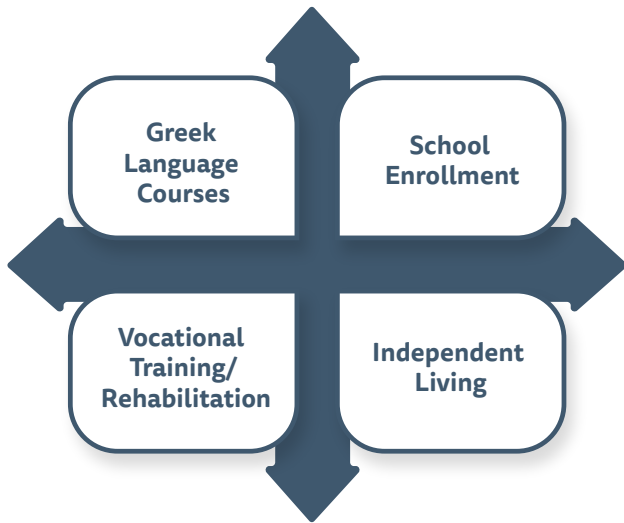 Greek
Language
Courses
School
Enrollment
Vocational
Training/
Rehabilitation
Independent
Living